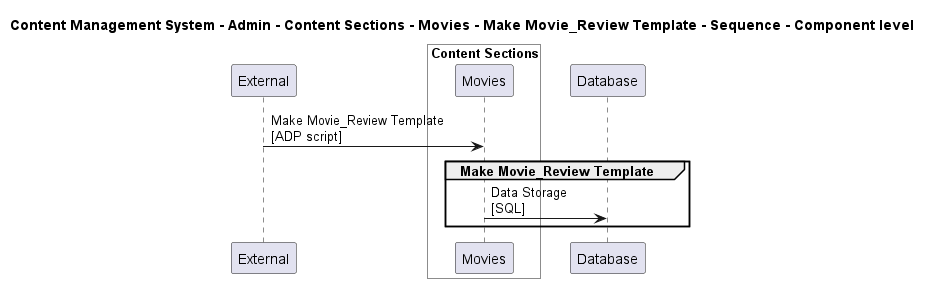 Content Management System - Admin - Content Sections - Movies - Make Movie_Review Template - Sequence - Component level
Content Sections
External
Movies
Database
Make Movie_Review Template
[ADP script]
Make Movie_Review Template
Data Storage
[SQL]
External
Movies
Database